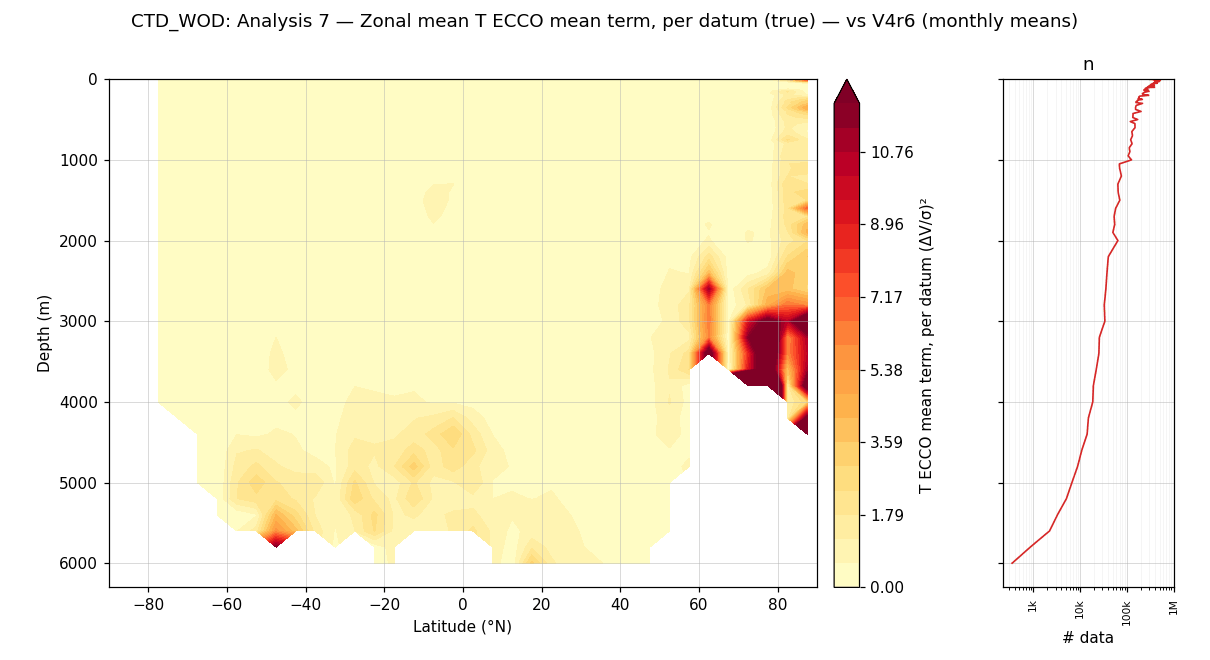 CTD_WOD: Analysis 7 — Zonal mean T ECCO mean term, per datum (true) — vs V4r6 (monthly means)
n
0
1000
2000
3000
4000
5000
6000
Depth (m)
−80
−60
−40
−20
0
20
40
60
80
Latitude (°N)
10.76
8.96
7.17
5.38
3.59
1.79
0.00
T ECCO mean term, per datum (ΔV/σ)²
1k
10k
100k
1M
# data